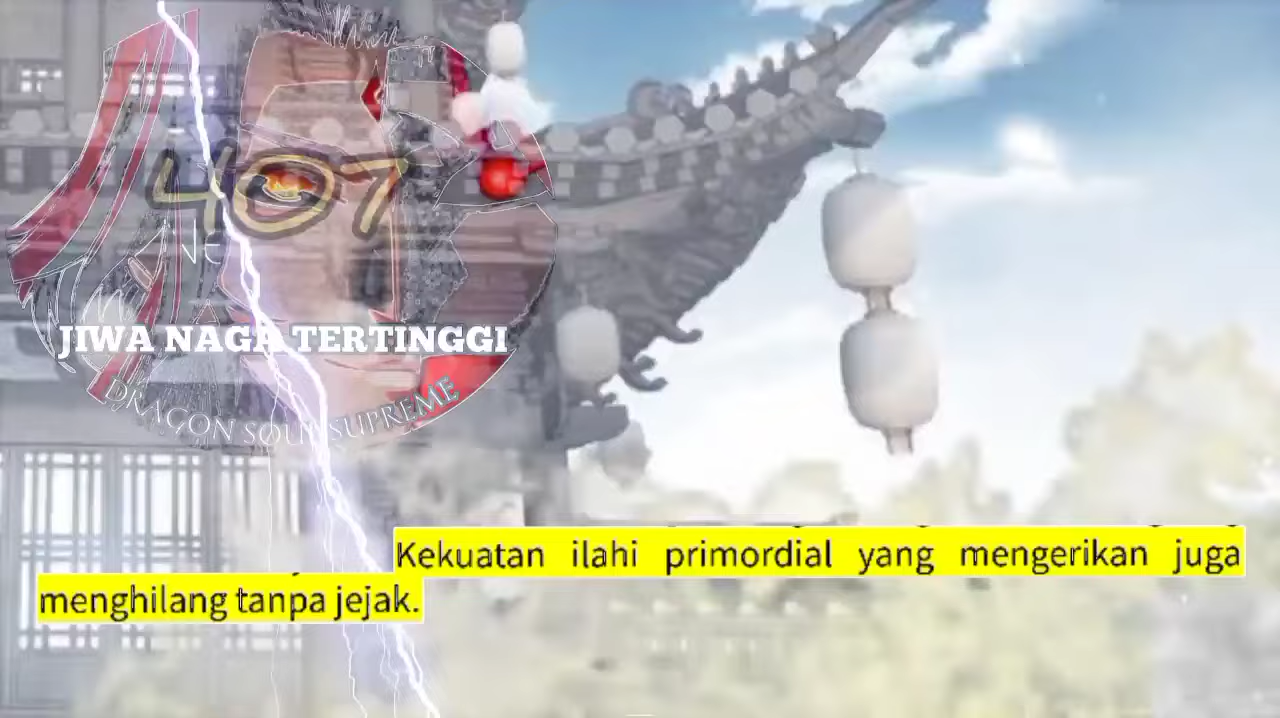 407
JIWA NAGA TERTINGGI
DRAGON SOUL SUPREME
Kekuatan ilahi primordial yang mengerikan juga
menghilang tanpa jejak.